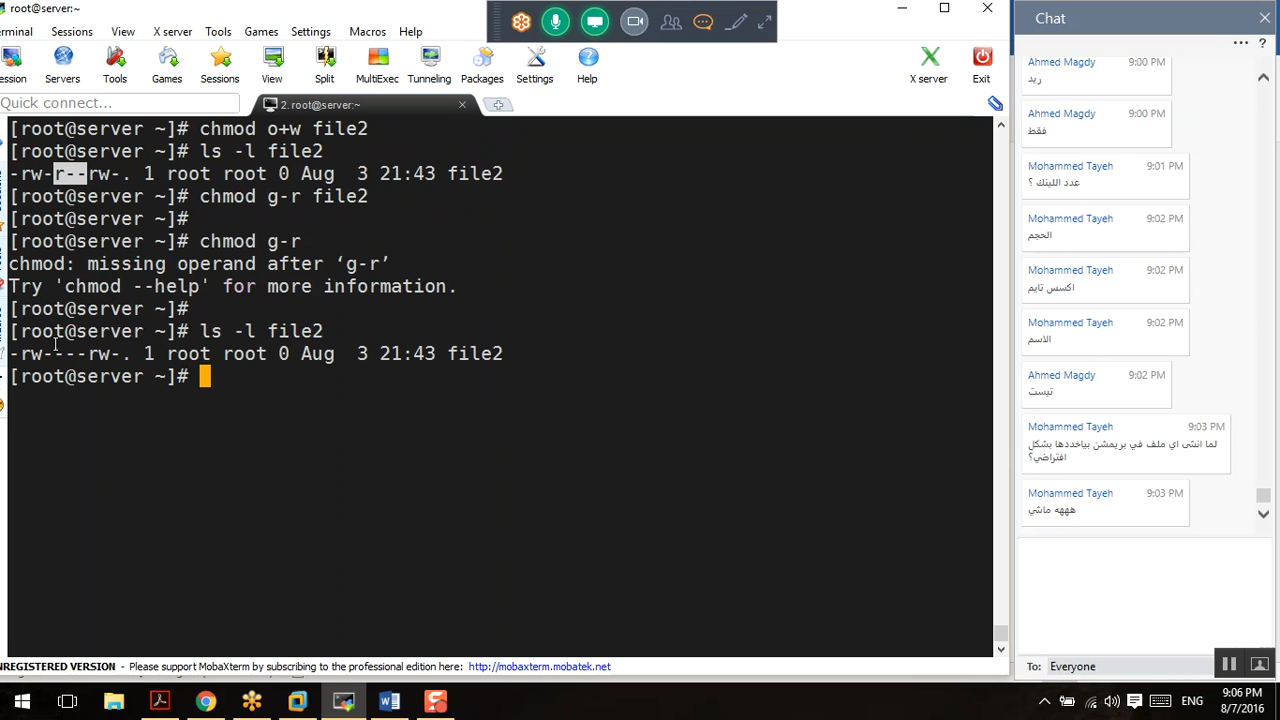 root@server:~
erminal Sessions View X server Tools Games Settings Macros Help
ession Servers Tools Games Sessions View Split MultiExec Tunneling Packages Settings Help X server Exit
Quick connect...
2. root@server:~
[root@server ~]# chmod o+w file2
[root@server ~]# ls -l file2
-rw-r--rw-. 1 root root 0 Aug  3 21:43 file2
[root@server ~]# chmod g-r file2
[root@server ~]#
[root@server ~]# chmod g-r
chmod: missing operand after ‘g-r’
Try 'chmod --help' for more information.
[root@server ~]#
[root@server ~]# ls -l file2
-rw----rw-. 1 root root 0 Aug  3 21:43 file2
[root@server ~]#
NREGISTERED VERSION - Please support MobaXterm by subscribing to the professional edition here: http://mobaxterm.mobatek.net
Chat
Ahmed Magdy 9:00 PM
ريد
Ahmed Magdy 9:00 PM
فقط
Mohammed Tayeh 9:01 PM
عدد اللينك ؟
Mohammed Tayeh 9:02 PM
الحجم
Mohammed Tayeh 9:02 PM
اكسس تايم
Mohammed Tayeh 9:02 PM
الاسم
Ahmed Magdy 9:02 PM
تيست
Mohammed Tayeh 9:03 PM
لما انشى اي ملف في بريمشن بياخددها بشكل
افتراضي؟
Mohammed Tayeh 9:03 PM
هههه ماشي
To: Everyone
ENG
9:06 PM
8/7/2016